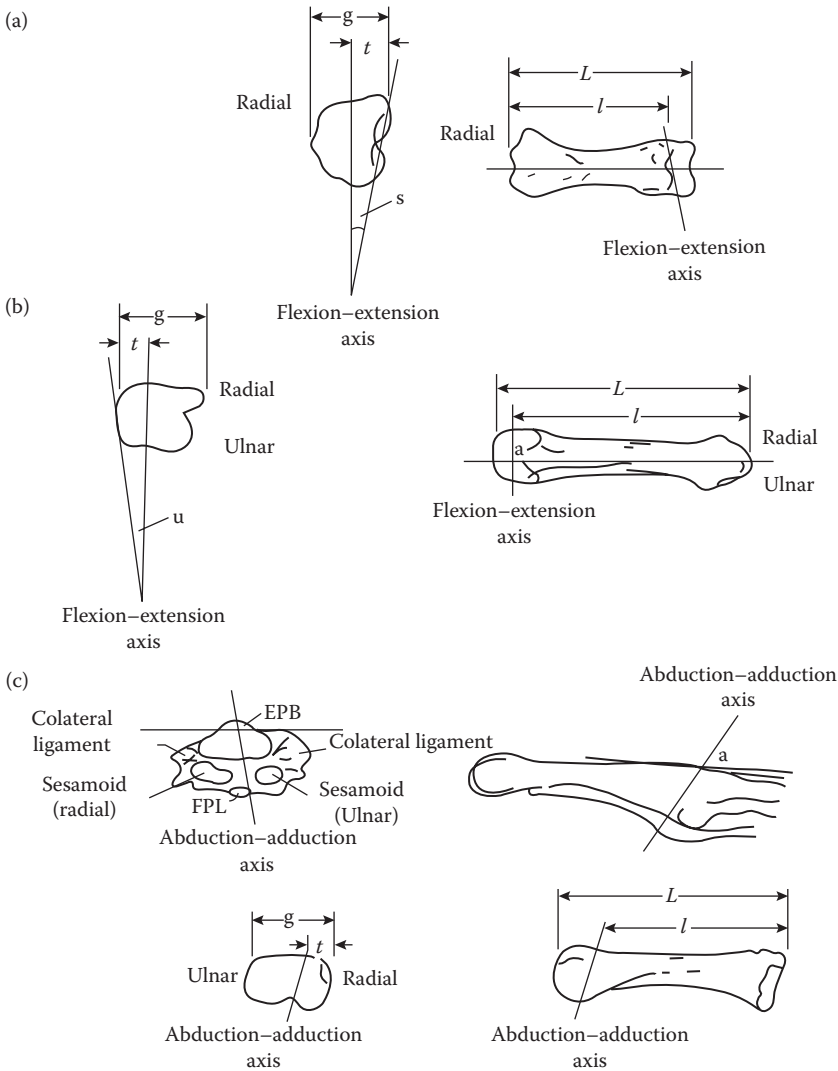 (a)
g
t
L
Radial
l
Radial
s
Flexion–extension
axis
Flexion–extension
axis
(b)
g
t
L
Radial
l
Radial
Ulnar
a
Ulnar
Flexion–extension
axis
u
Flexion–extension
axis
(c)
Abduction–adduction
axis
Colateral
ligament
EPB
Colateral ligament
a
Sesamoid
(radial)
FPL
Sesamoid
(Ulnar)
Abduction–adduction
axis
g
t
L
l
Ulnar
Radial
Abduction–adduction
axis
Abduction–adduction
axis